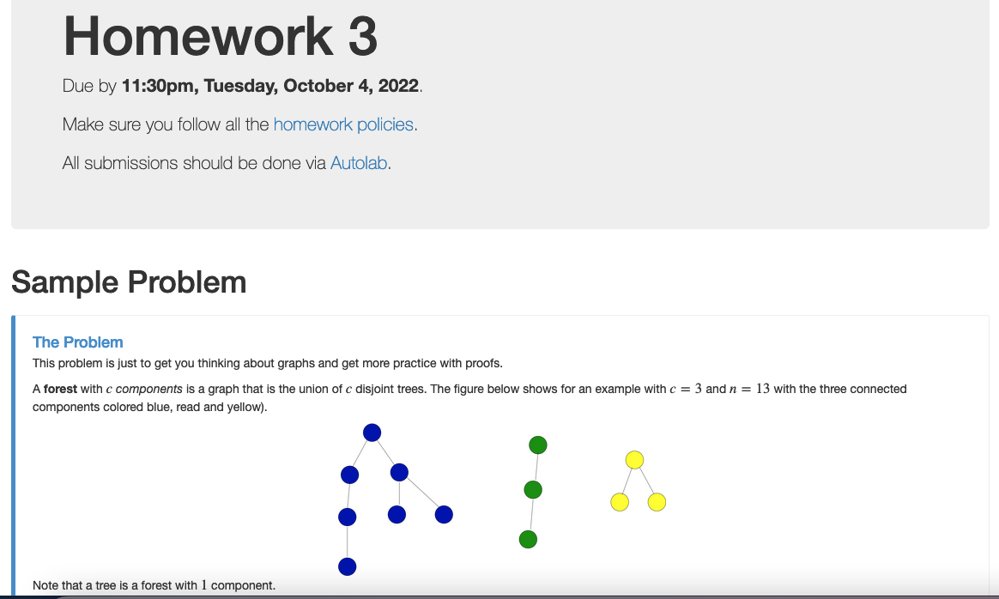 Homework 3
Due by 11:30pm, Tuesday, October 4, 2022.
Make sure you follow all the homework policies.
All submissions should be done via Autolab.
Sample Problem
The Problem
This problem is just to get you thinking about graphs and get more practice with proofs.
A forest with c components is a graph that is the union of c disjoint trees. The figure below shows for an example with c = 3 and n = 13 with the three connected
components colored blue, read and yellow).
Note that a tree is a forest with 1 component.